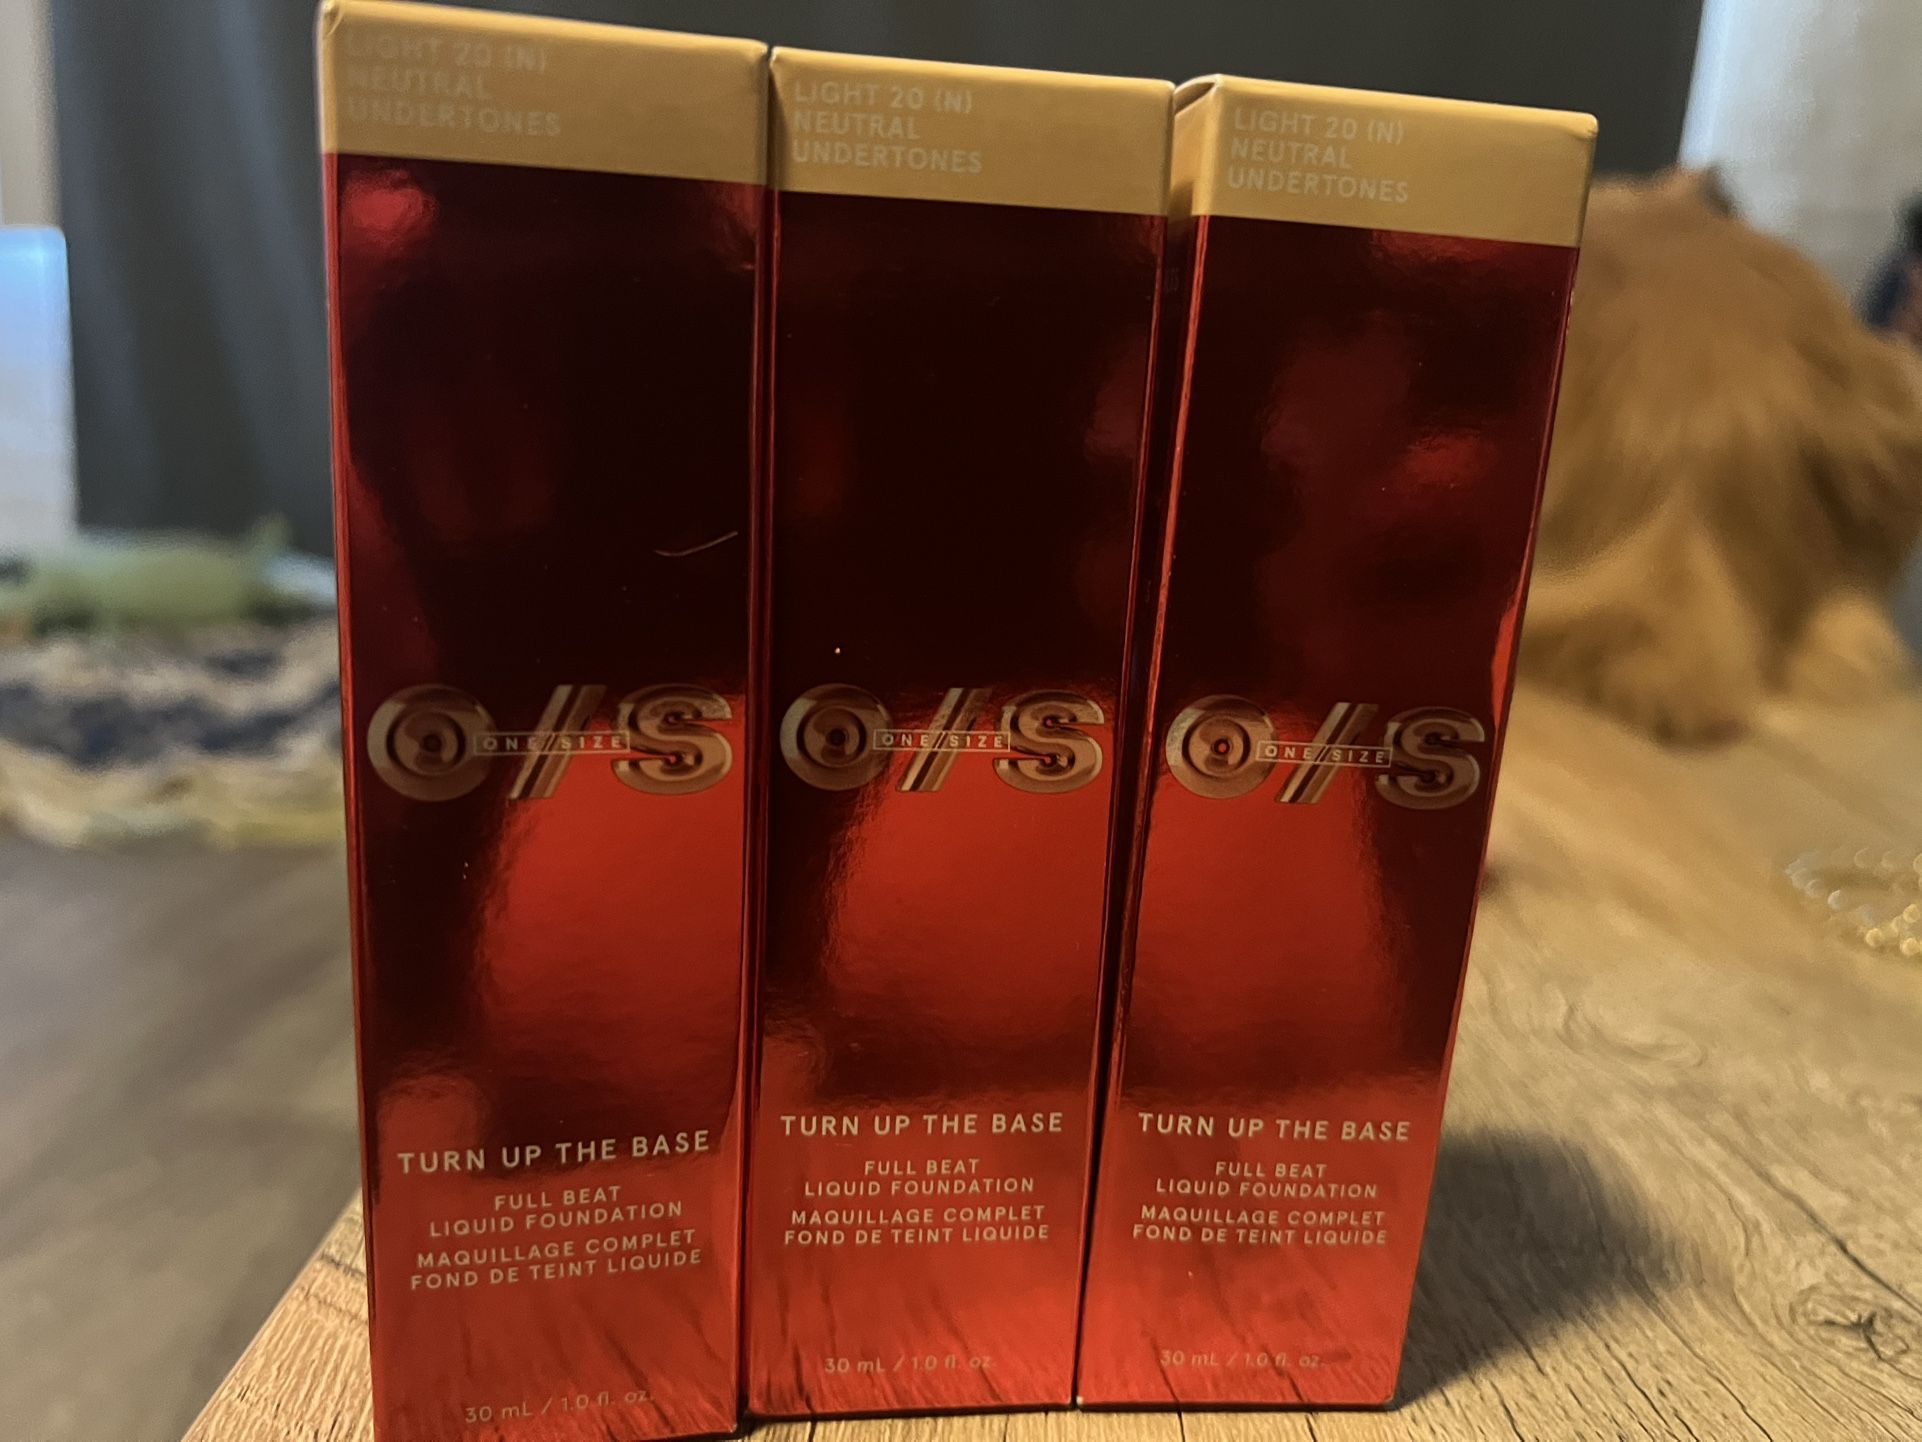 LIGHT 20 (N)
NEUTRAL
UNDERTONES
O/S
ONE/SIZE
TURN UP THE BASE
FULL BEAT
LIQUID FOUNDATION
MAQUILLAGE COMPLET
FOND DE TEINT LIQUIDE
30 mL / 1.0 fl. oz.
LIGHT 20 (N)
NEUTRAL
UNDERTONES
O/S
ONE/SIZE
TURN UP THE BASE
FULL BEAT
LIQUID FOUNDATION
MAQUILLAGE COMPLET
FOND DE TEINT LIQUIDE
30 mL / 1.0 fl. oz.
LIGHT 20 (N)
NEUTRAL
UNDERTONES
O/S
ONE/SIZE
TURN UP THE BASE
FULL BEAT
LIQUID FOUNDATION
MAQUILLAGE COMPLET
FOND DE TEINT LIQUIDE
30 mL / 1.0 fl. oz.